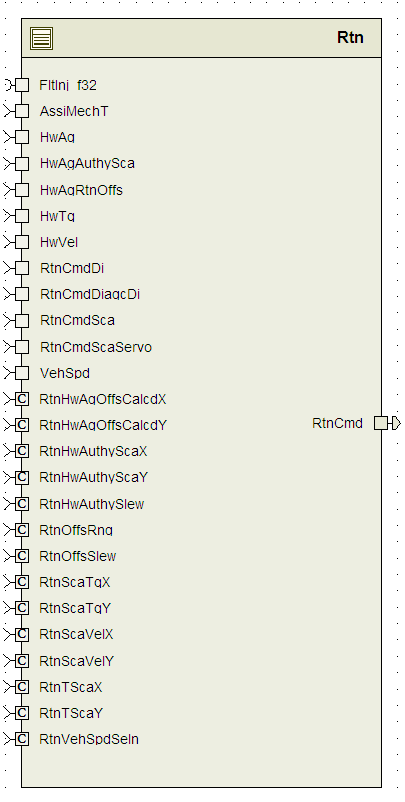 Rtn
FltInj_f32
AssiMechT
HwAg
HwAgAuthySca
HwAgRtnOffs
HwTq
HwVel
RtnCmdDi
RtnCmdDiagcDi
RtnCmdSca
RtnCmdScaServo
VehSpd
C RtnHwAgOffsCalcdX
C RtnHwAgOffsCalcdY
RtnCmd
C RtnHwAuthyScaX
C RtnHwAuthyScaY
C RtnHwAuthySlew
C RtnOffsRng
C RtnOffsSlew
C RtnScaTqX
C RtnScaTqY
C RtnScaVelX
C RtnScaVelY
C RtnTScaX
C RtnTScaY
C RtnVehSpdSeln